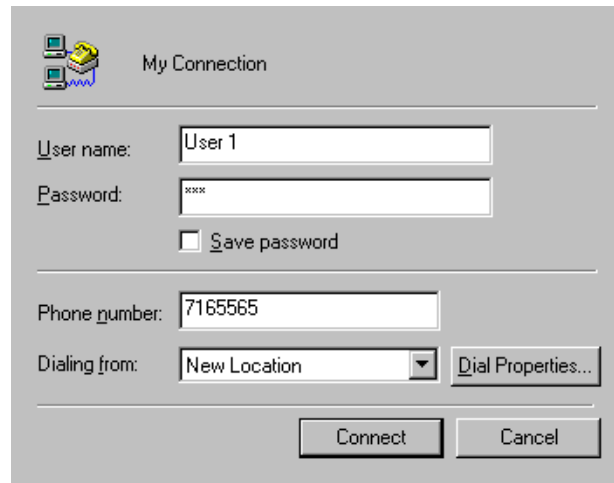 My Connection
User name: User 1
Password: ***
Save password
Phone number: 7165565
Dialing from: New Location Dial Properties...
Connect Cancel